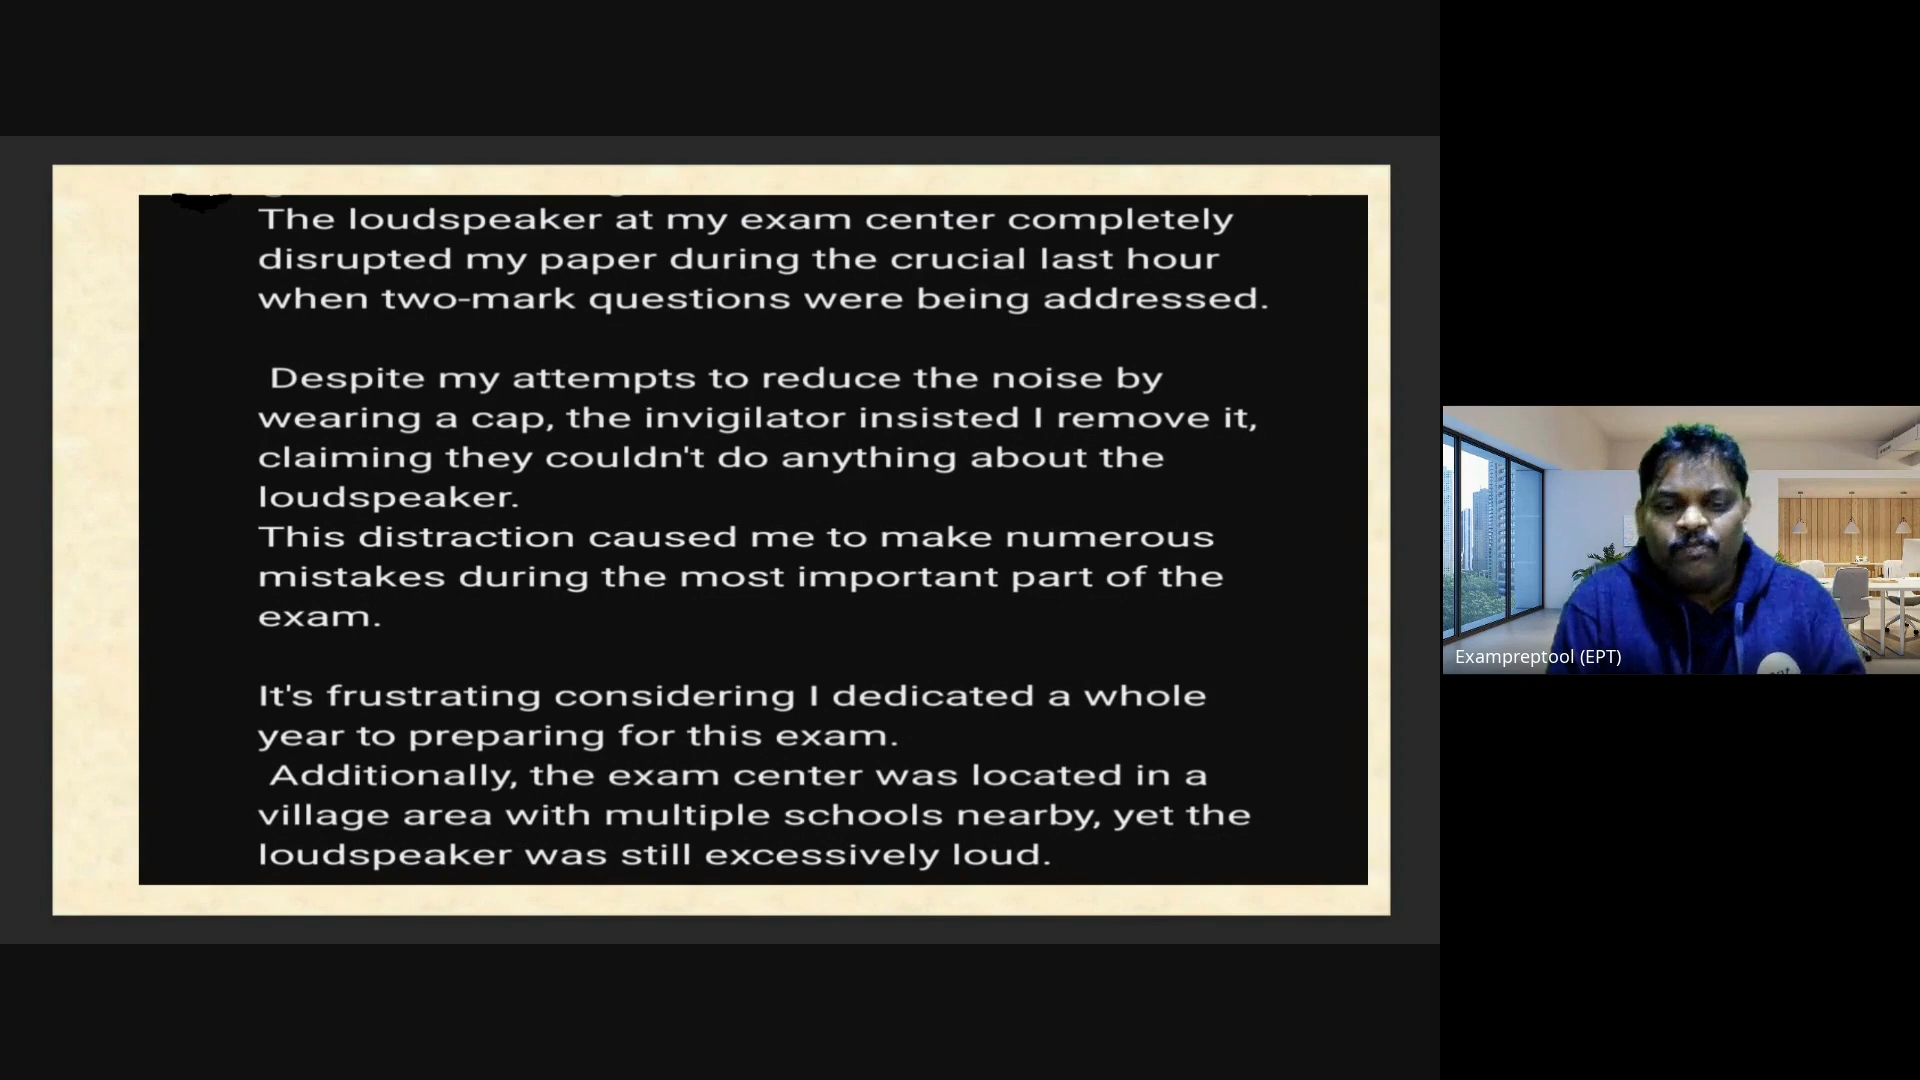 The loudspeaker at my exam center completely
disrupted my paper during the crucial last hour
when two-mark questions were being addressed.
Despite my attempts to reduce the noise by
wearing a cap, the invigilator insisted I remove it,
claiming they couldn't do anything about the
loudspeaker.
This distraction caused me to make numerous
mistakes during the most important part of the
exam.
It's frustrating considering I dedicated a whole
year to preparing for this exam.
Additionally, the exam center was located in a
village area with multiple schools nearby, yet the
loudspeaker was still excessively loud.
Exampreptool (EPT)